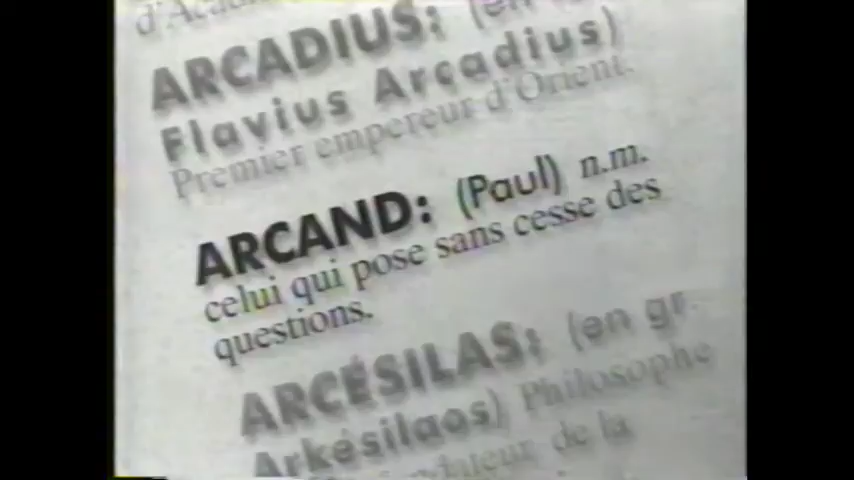 d'Acad
ARCADIUS: (en
Flavius Arcadius)
Premier empereur d'Orient.
ARCAND: (Paul) n.m.
celui qui pose sans cesse des
questions.
ARCÉSILAS: (en gr.
Arkésilaos) Philosophe
de la